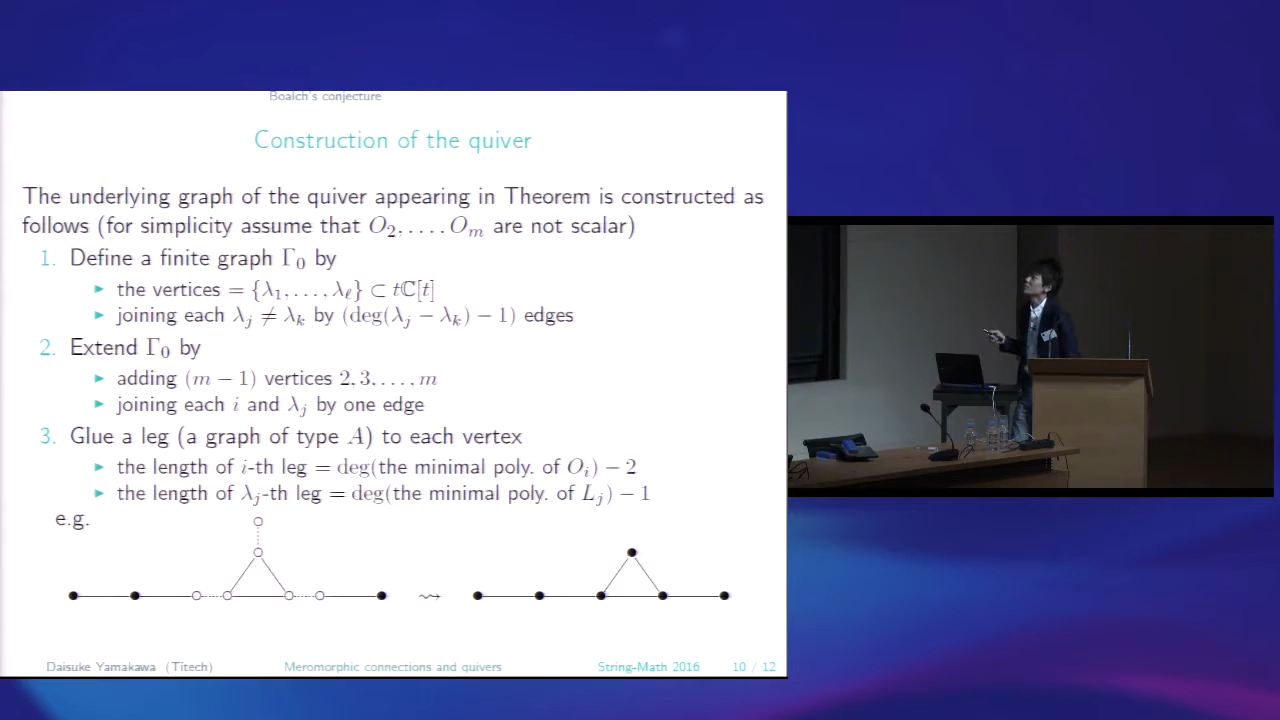 Boalch's conjecture
Construction of the quiver
The underlying graph of the quiver appearing in Theorem is constructed as
follows (for simplicity assume that O₂, . . . . Oₘ are not scalar)
1. Define a finite graph Γ₀ by
▸ the vertices = {λ₁, . . . , λ_ℓ} ⊂ tℂ[t]
▸ joining each λⱼ ≠ λₖ by (deg(λⱼ − λₖ) − 1) edges
2. Extend Γ₀ by
▸ adding (m − 1) vertices 2, 3, . . . , m
▸ joining each i and λⱼ by one edge
3. Glue a leg (a graph of type A) to each vertex
▸ the length of i-th leg = deg(the minimal poly. of Oᵢ) − 2
▸ the length of λⱼ-th leg = deg(the minimal poly. of Lⱼ) − 1
e.g.
Daisuke Yamakawa (Titech) Meromorphic connections and quivers String-Math 2016 10 / 12